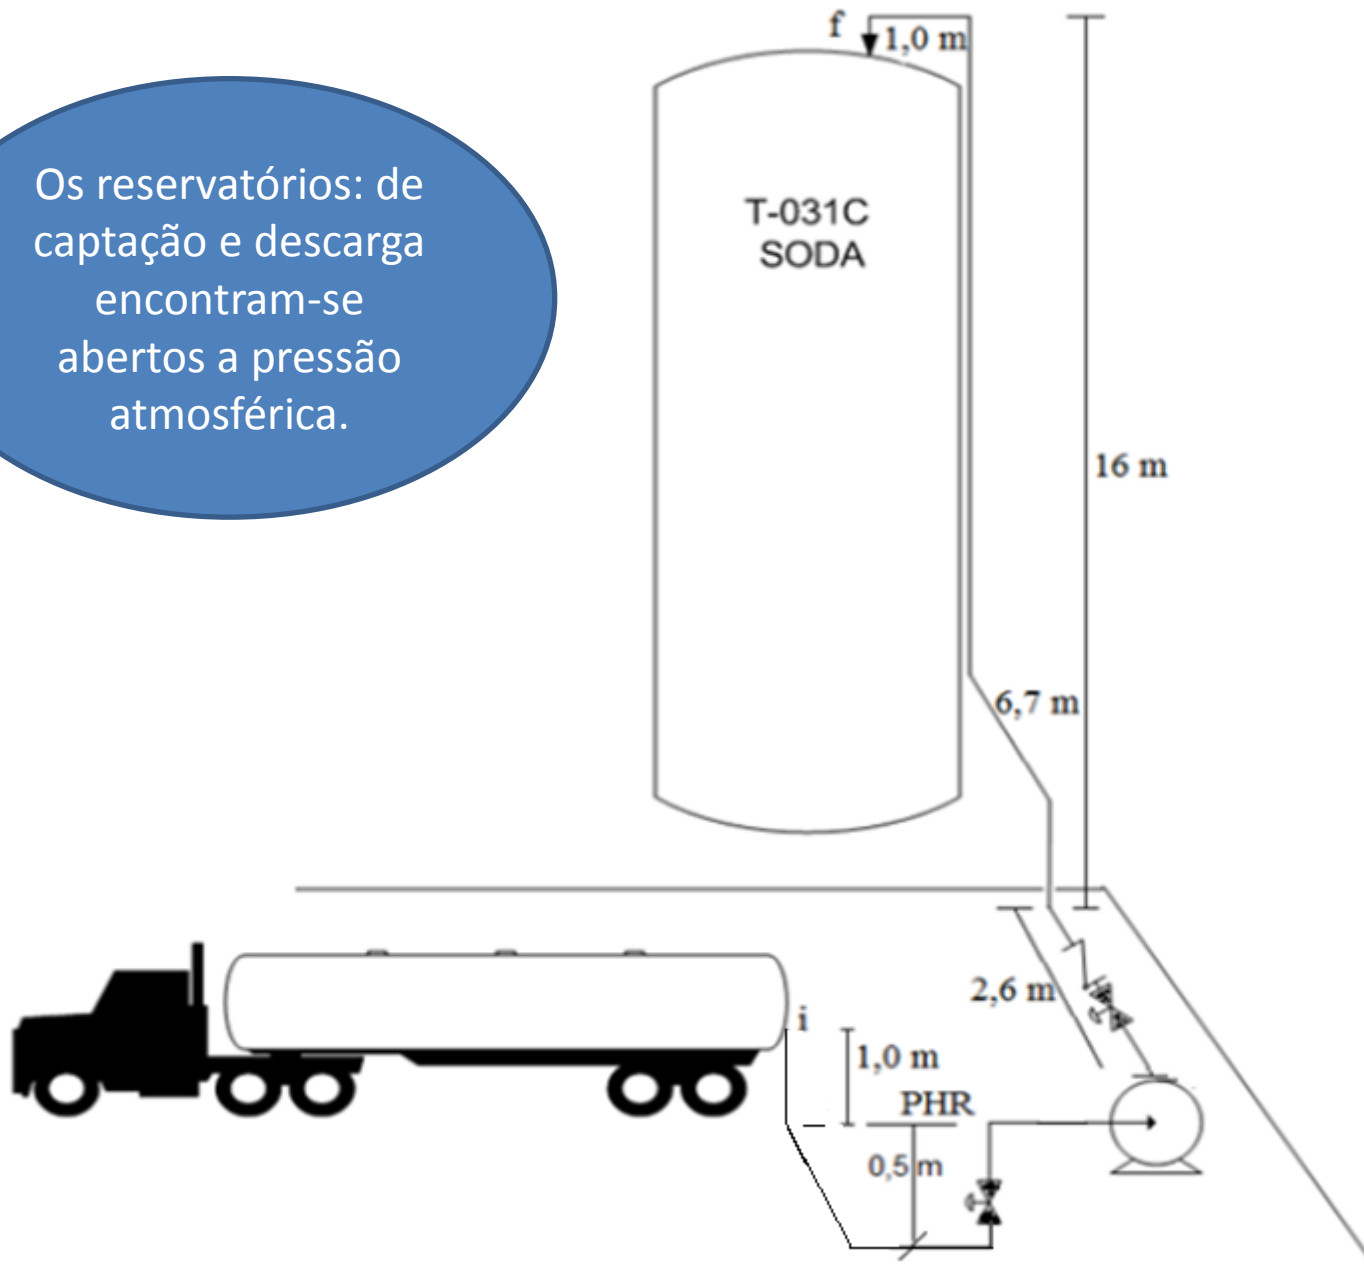 f
1,0 m
Os reservatórios: de
captação e descarga
encontram-se
abertos a pressão
atmosférica.
T-031C
SODA
16 m
6,7 m
2,6 m
i
1,0 m
PHR
0,5 m